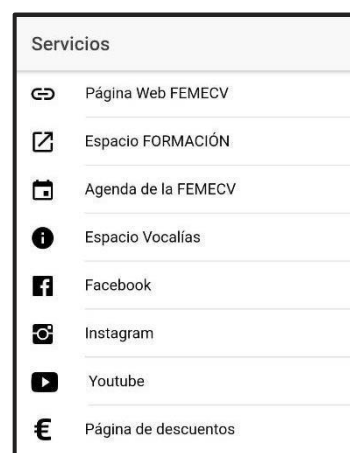 Servicios
Página Web FEMECV
Espacio FORMACIÓN
Agenda de la FEMECV
Espacio Vocalías
Facebook
Instagram
Youtube
Página de descuentos